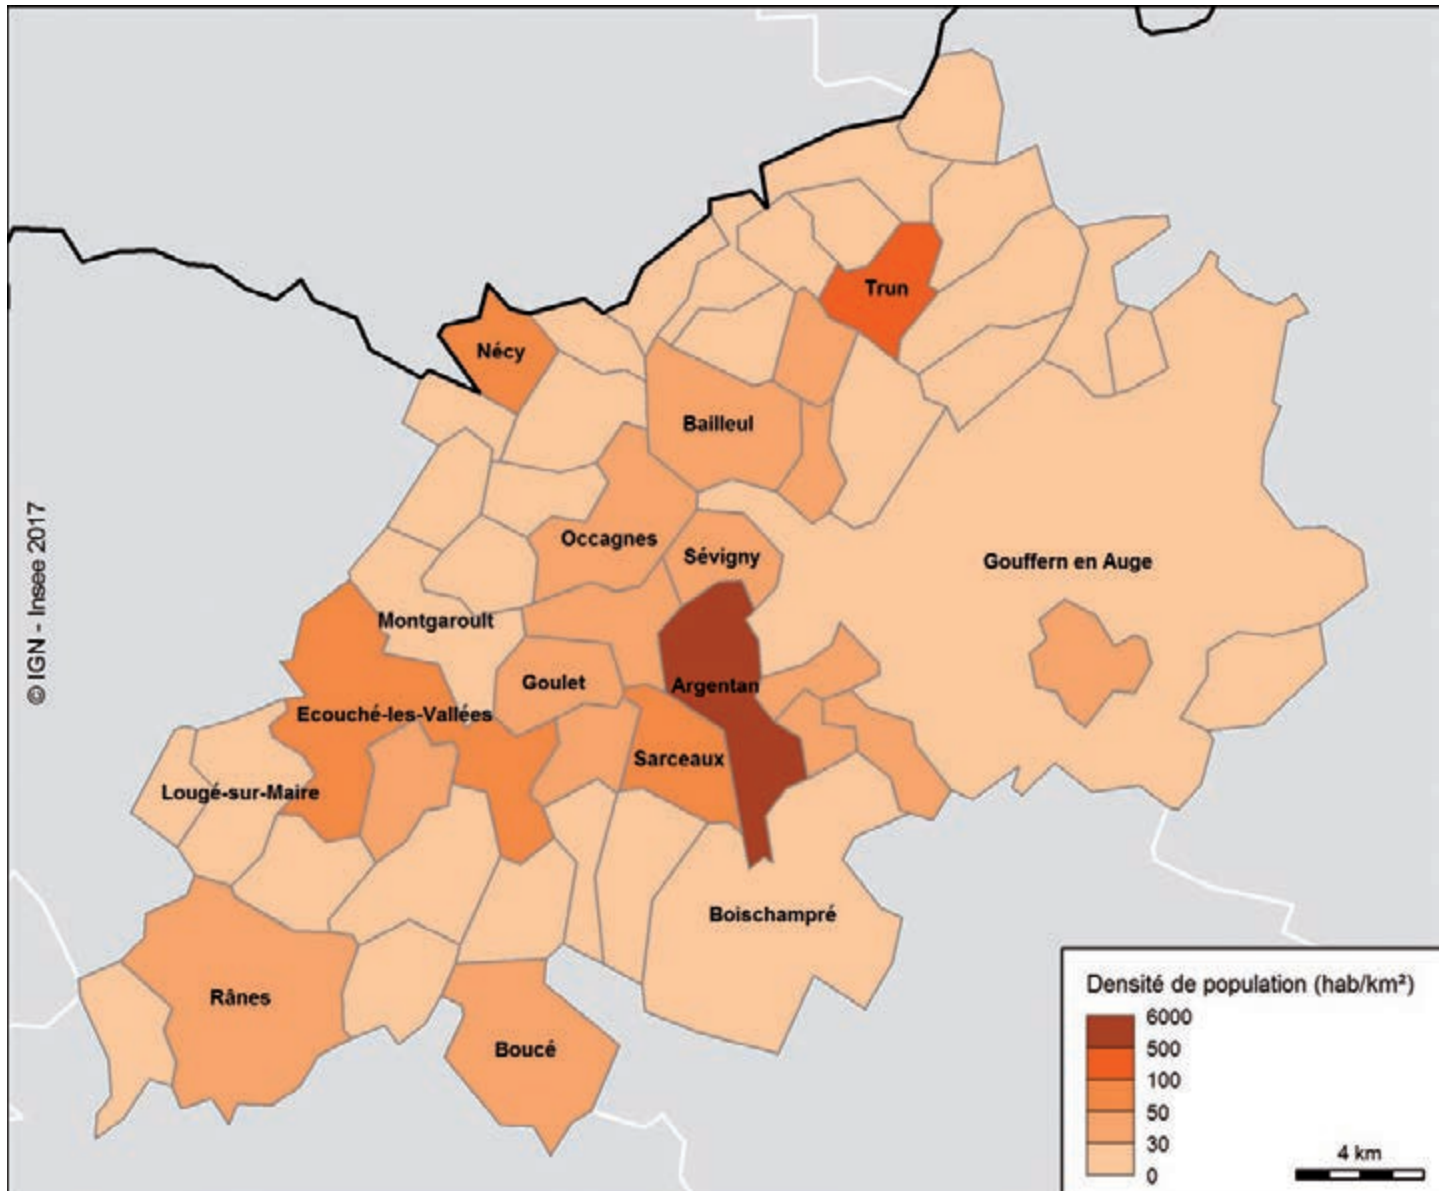 Trun
Nécy
Bailleul
Occagnes
Sévigny
Gouffern en Auge
Montgaroult
Goulet
Argentan
Ecouché-les-Vallées
Sarceaux
Lougé-sur-Maire
Boischampré
Rânes
Boucé
© IGN - Insee 2017
Densité de population (hab/km²)
6000
500
100
50
30
0
4 km